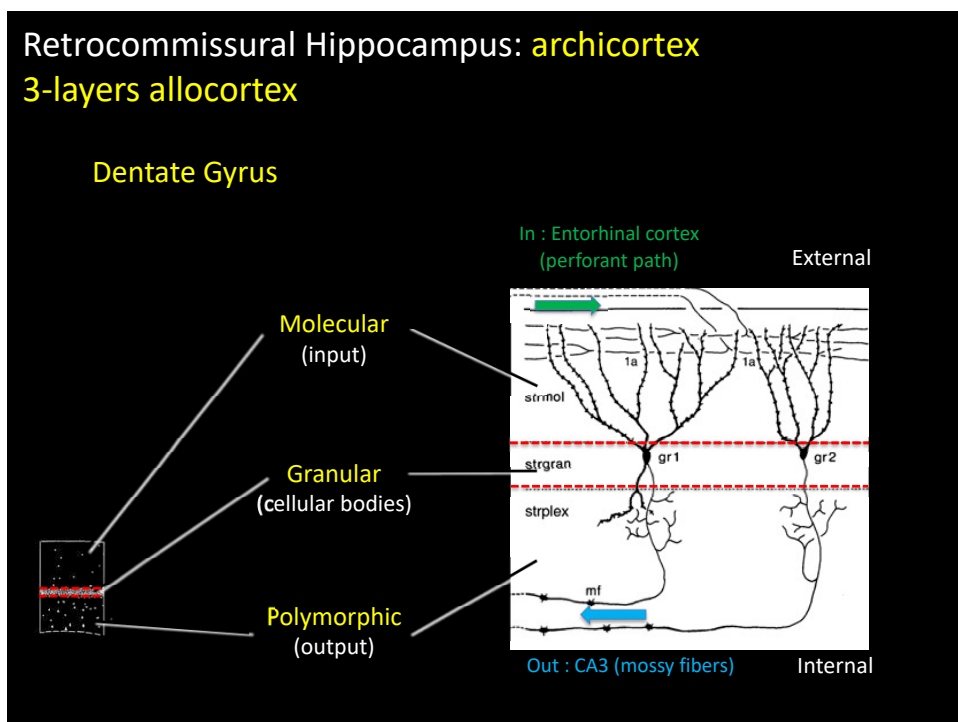 Retrocommissural Hippocampus: archicortex
3-layers allocortex
Dentate Gyrus
In : Entorhinal cortex
(perforant path)
External
Molecular
(input)
1a
1a
strmol
Granular
(cellular bodies)
strgran
gr1
gr2
strplex
mf
Polymorphic
(output)
Out : CA3 (mossy fibers)
Internal